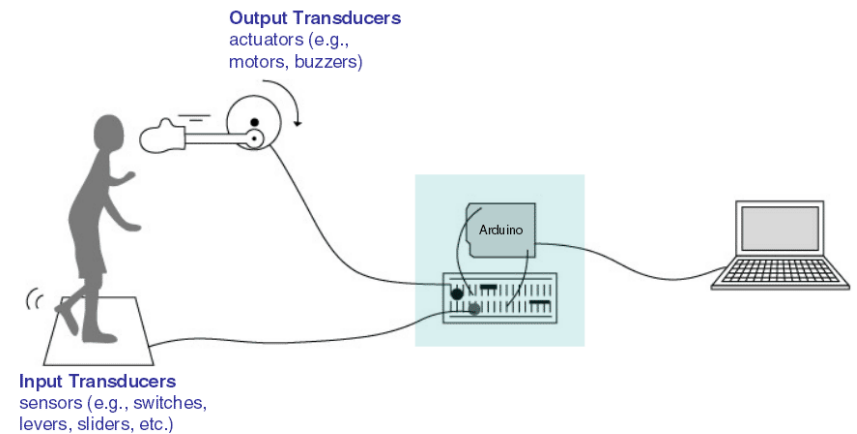 Output Transducers
actuators (e.g.,
motors, buzzers)
Arduino
Input Transducers
sensors (e.g., switches,
levers, sliders, etc.)